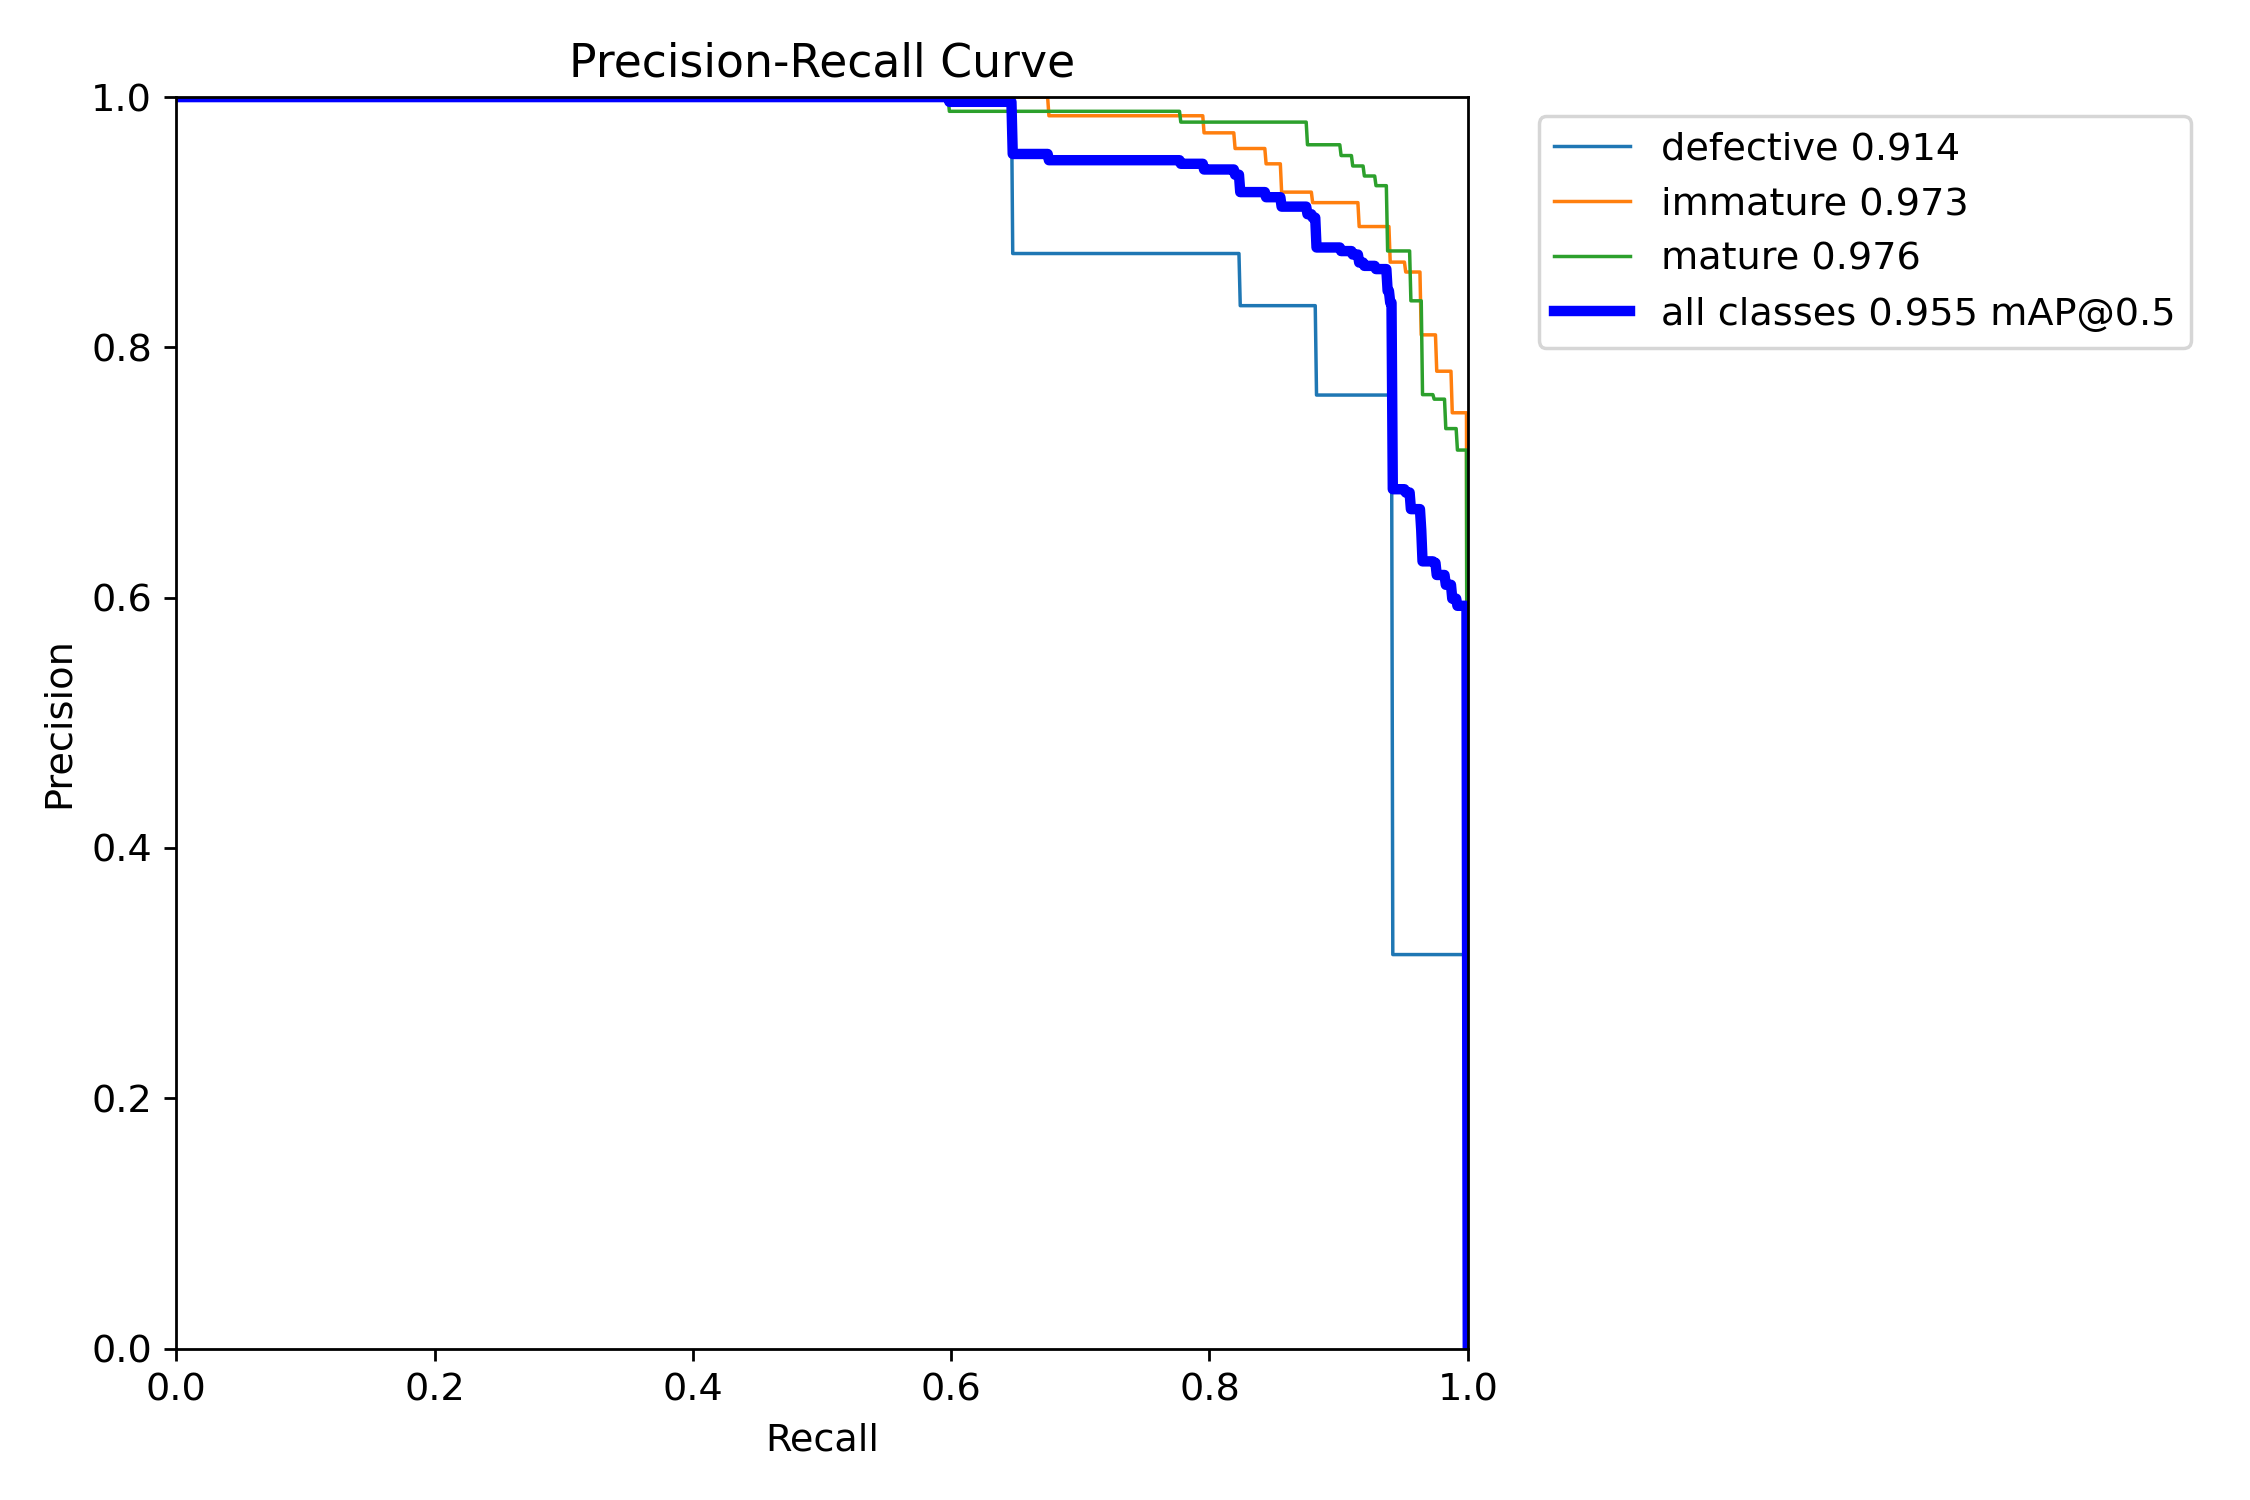 Precision-Recall Curve
1.0
0.8
0.6
0.4
0.2
0.0
Precision
0.0 0.2 0.4 0.6 0.8 1.0
Recall
defective 0.914
immature 0.973
mature 0.976
all classes 0.955 mAP@0.5